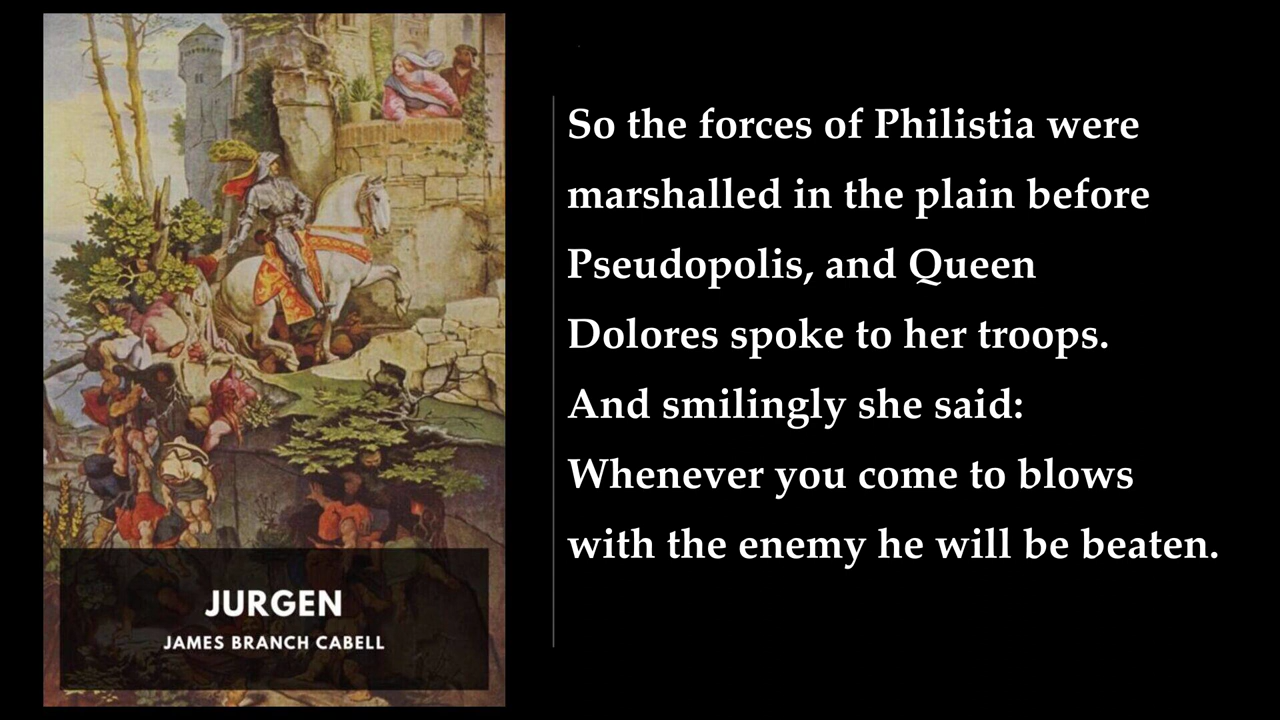 So the forces of Philistia were
marshalled in the plain before
Pseudopolis, and Queen
Dolores spoke to her troops.
And smilingly she said:
Whenever you come to blows
with the enemy he will be beaten.
JURGEN
JAMES BRANCH CABELL